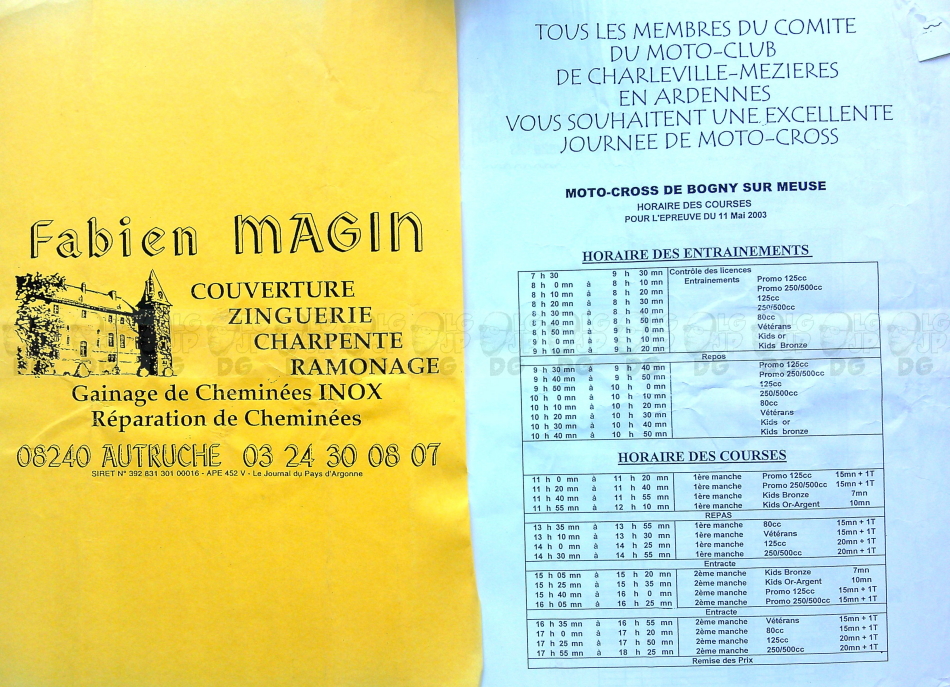 Fabien MAGIN
COUVERTURE
ZINGUERIE
CHARPENTE
RAMONAGE
Gainage de Cheminées INOX
Réparation de Cheminées
08240 AUTRUCHE 03 24 30 08 07
SIRET N° 392 831 301 00016 - APE 452 V - Le Journal du Pays d'Argonne
TOUS LES MEMBRES DU COMITE
DU MOTO-CLUB
DE CHARLEVILLE-MEZIERES
EN ARDENNES
VOUS SOUHAITENT UNE EXCELLENTE
JOURNEE DE MOTO-CROSS
MOTO-CROSS DE BOGNY SUR MEUSE
HORAIRE DES COURSES
POUR L'EPREUVE DU 11 Mai 2003
HORAIRE DES ENTRAINEMENTS
7 h 30 9 h 30 mn Contrôle des licences
8 h 0 mn à 8 h 10 mn Entrainements Promo 125cc
8 h 10 mn à 8 h 20 mn Promo 250/500cc
8 h 20 mn à 8 h 30 mn 125cc
8 h 30 mn à 8 h 40 mn 250/500cc
8 h 40 mn à 8 h 50 mn 80cc
8 h 50 mn à 9 h 0 mn Vétérans
9 h 0 mn à 9 h 10 mn Kids or
9 h 10 mn à 9 h 20 mn Kids Bronze
Repos
9 h 30 mn à 9 h 40 mn Promo 125cc
9 h 40 mn à 9 h 50 mn Promo 250/500cc
9 h 50 mn à 10 h 0 mn 125cc
10 h 0 mn à 10 h 10 mn 250/500cc
10 h 10 mn à 10 h 20 mn 80cc
10 h 20 mn à 10 h 30 mn Vétérans
10 h 30 mn à 10 h 40 mn Kids or
10 h 40 mn à 10 h 50 mn Kids bronze
HORAIRE DES COURSES
11 h 0 mn à 11 h 20 mn 1ère manche Promo 125cc 15mn + 1T
11 h 20 mn à 11 h 40 mn 1ère manche Promo 250/500cc 15mn + 1T
11 h 40 mn à 11 h 55 mn 1ère manche Kids Bronze 7mn
11 h 55 mn à 12 h 10 mn 1ère manche Kids Or-Argent 10mn
REPAS
13 h 35 mn à 13 h 55 mn 1ère manche 80cc 15mn + 1T
13 h 10 mn à 13 h 30 mn 1ère manche Vétérans 15mn + 1T
14 h 0 mn à 14 h 25 mn 1ère manche 125cc 20mn + 1T
14 h 30 mn à 14 h 55 mn 1ère manche 250/500cc 20mn + 1T
Entracte
15 h 05 mn à 15 h 20 mn 2ème manche Kids Bronze 7mn
15 h 25 mn à 15 h 35 mn 2ème manche Kids Or-Argent 10mn
15 h 40 mn à 16 h 0 mn 2ème manche Promo 125cc 15mn + 1T
16 h 05 mn à 16 h 25 mn 2ème manche Promo 250/500cc 15mn + 1T
Entracte
16 h 35 mn à 16 h 55 mn 2ème manche Vétérans 15mn + 1T
17 h 0 mn à 17 h 20 mn 2ème manche 80cc 15mn + 1T
17 h 25 mn à 17 h 50 mn 2ème manche 125cc 20mn + 1T
17 h 55 mn à 18 h 25 mn 2ème manche 250/500cc 20mn + 1T
Remise des Prix